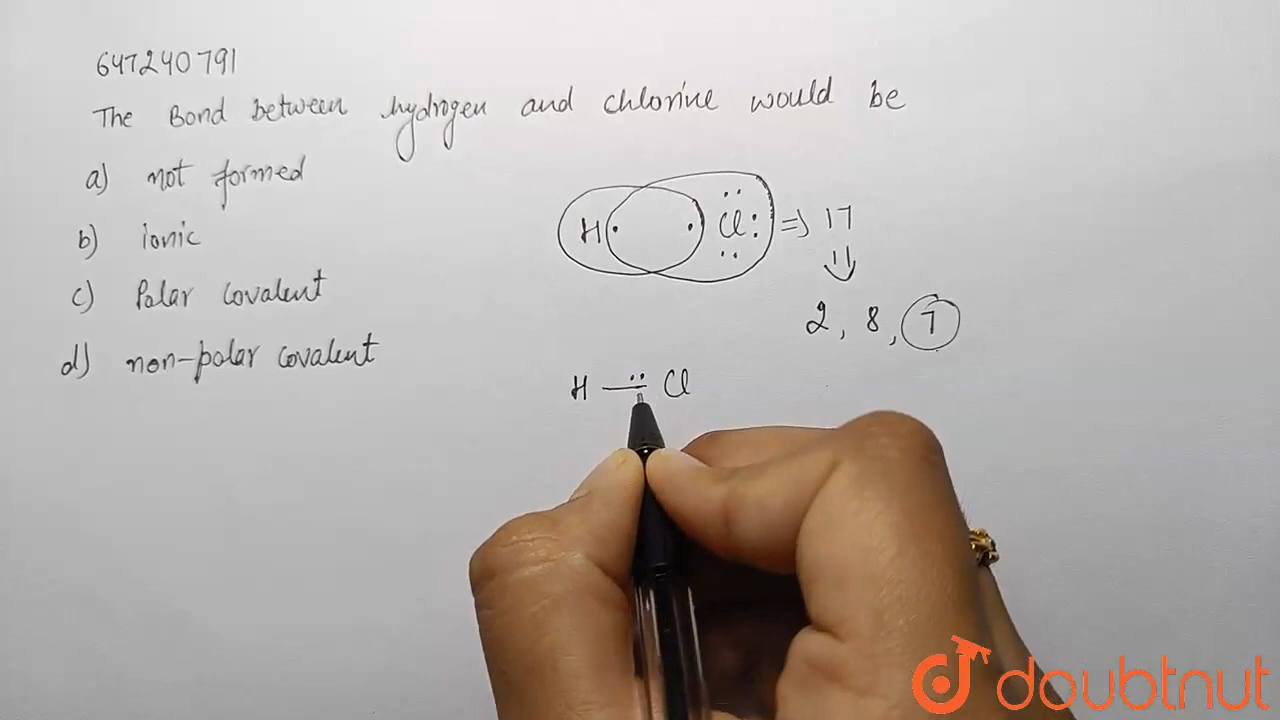 647240791
The Bond between hydrogen and chlorine would be
a) not formed
b) ionic
c) Polar covalent
d) non-polar covalent
H Cl ⇒ 17
2, 8, 7
H — Cl
doubtnut